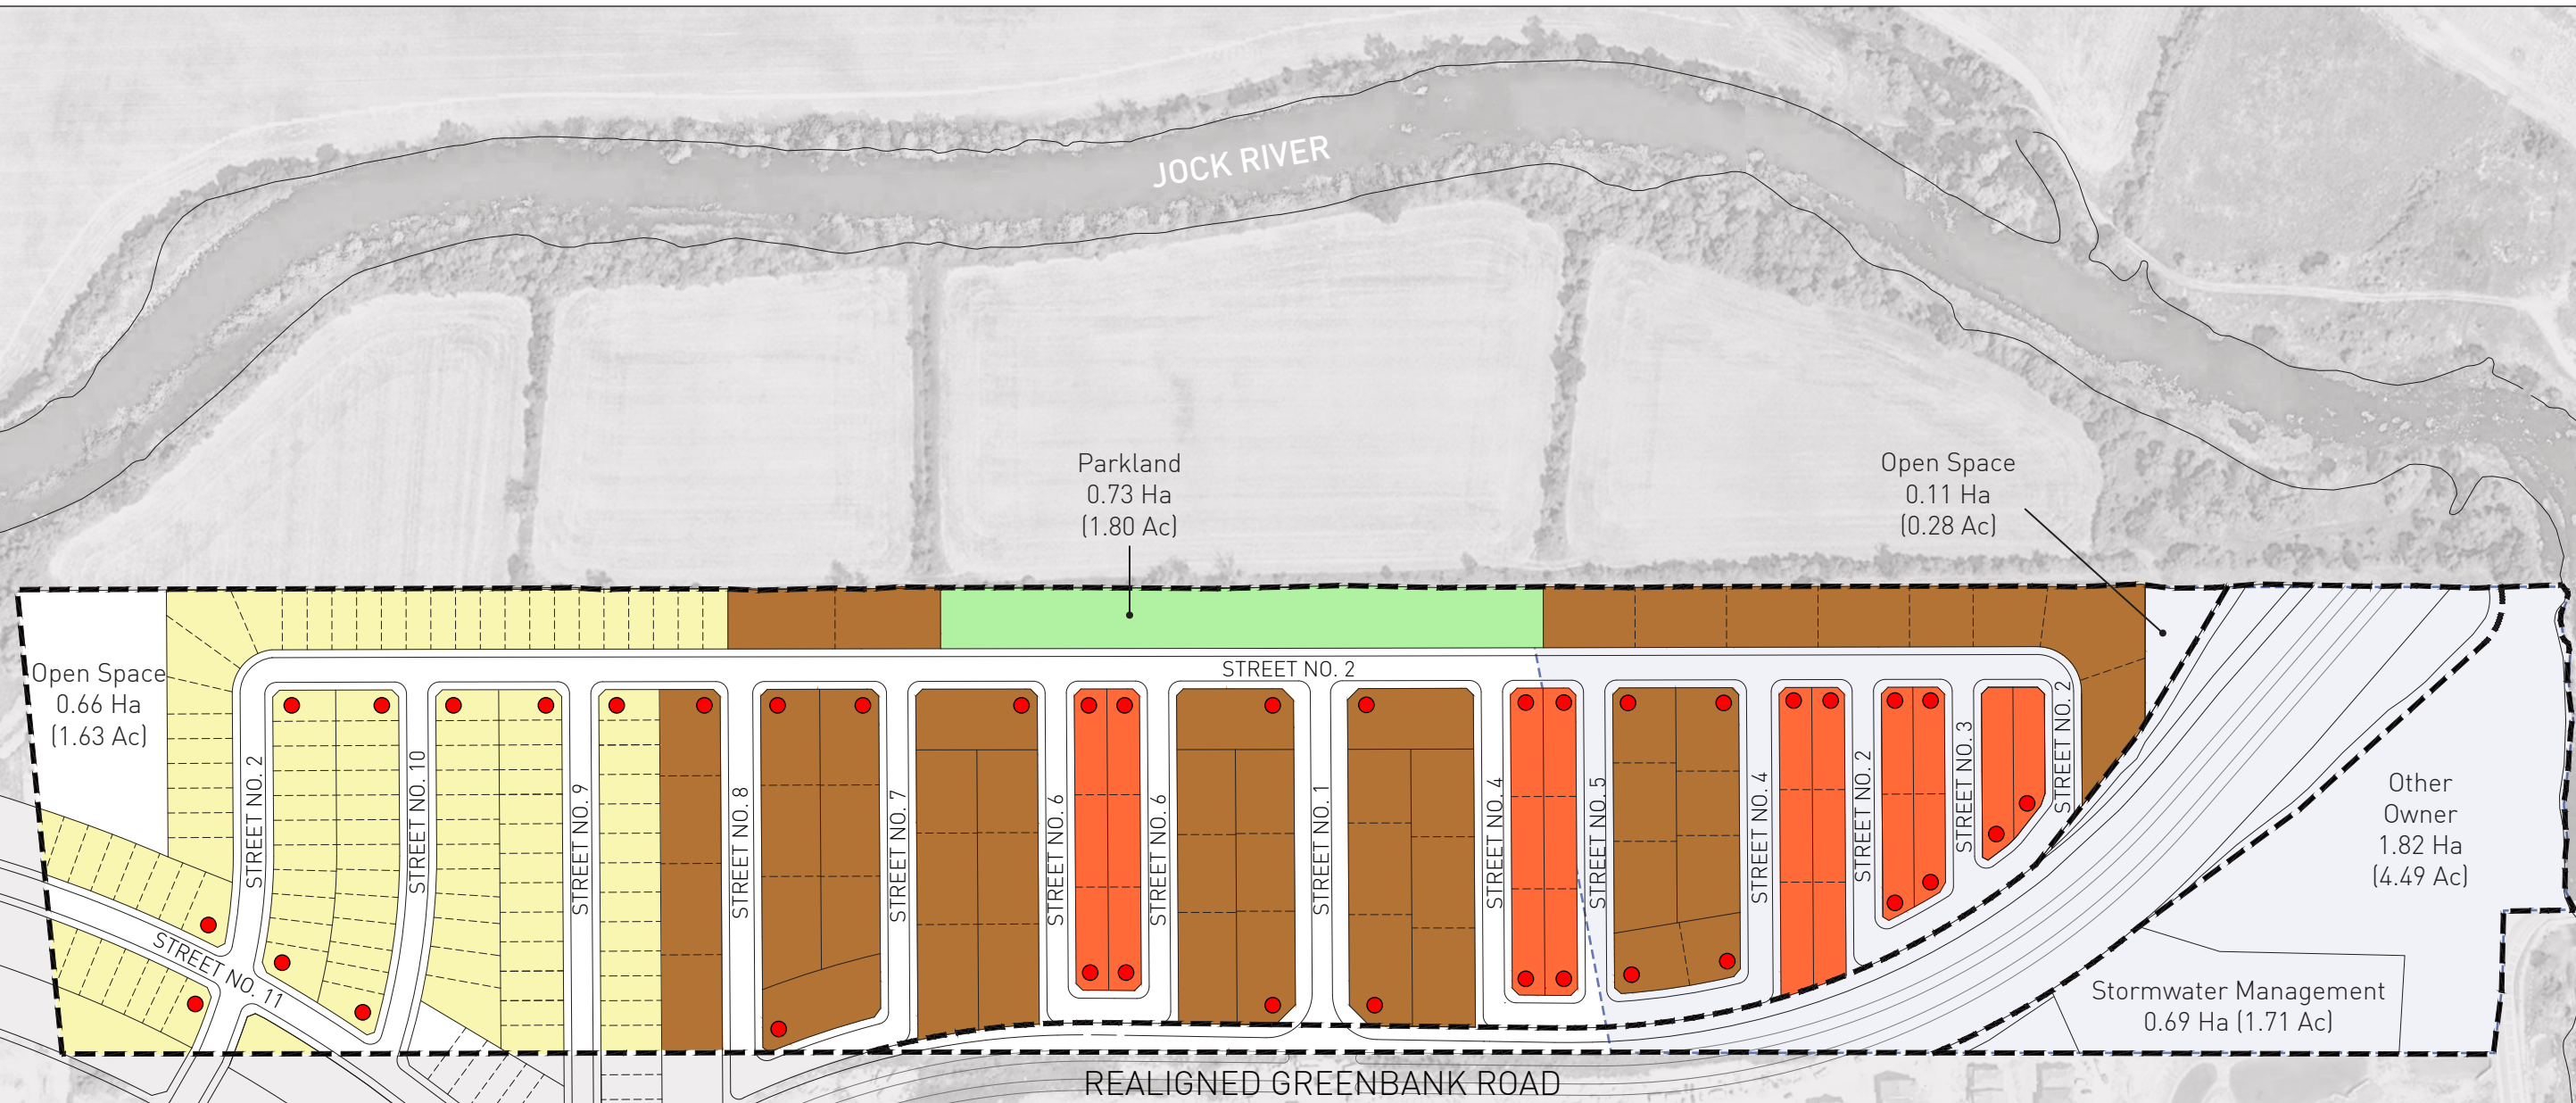 JOCK RIVER
Parkland
0.73 Ha
(1.80 Ac)
Open Space
0.11 Ha
(0.28 Ac)
Open Space
0.66 Ha
(1.63 Ac)
STREET NO. 2
STREET NO. 2
STREET NO. 10
STREET NO. 9
STREET NO. 8
STREET NO. 7
STREET NO. 6
STREET NO. 6
STREET NO. 1
STREET NO. 4
STREET NO. 5
STREET NO. 4
STREET NO. 2
STREET NO. 3
STREET NO. 2
STREET NO. 11
Other
Owner
1.82 Ha
(4.49 Ac)
Stormwater Management
0.69 Ha (1.71 Ac)
REALIGNED GREENBANK ROAD